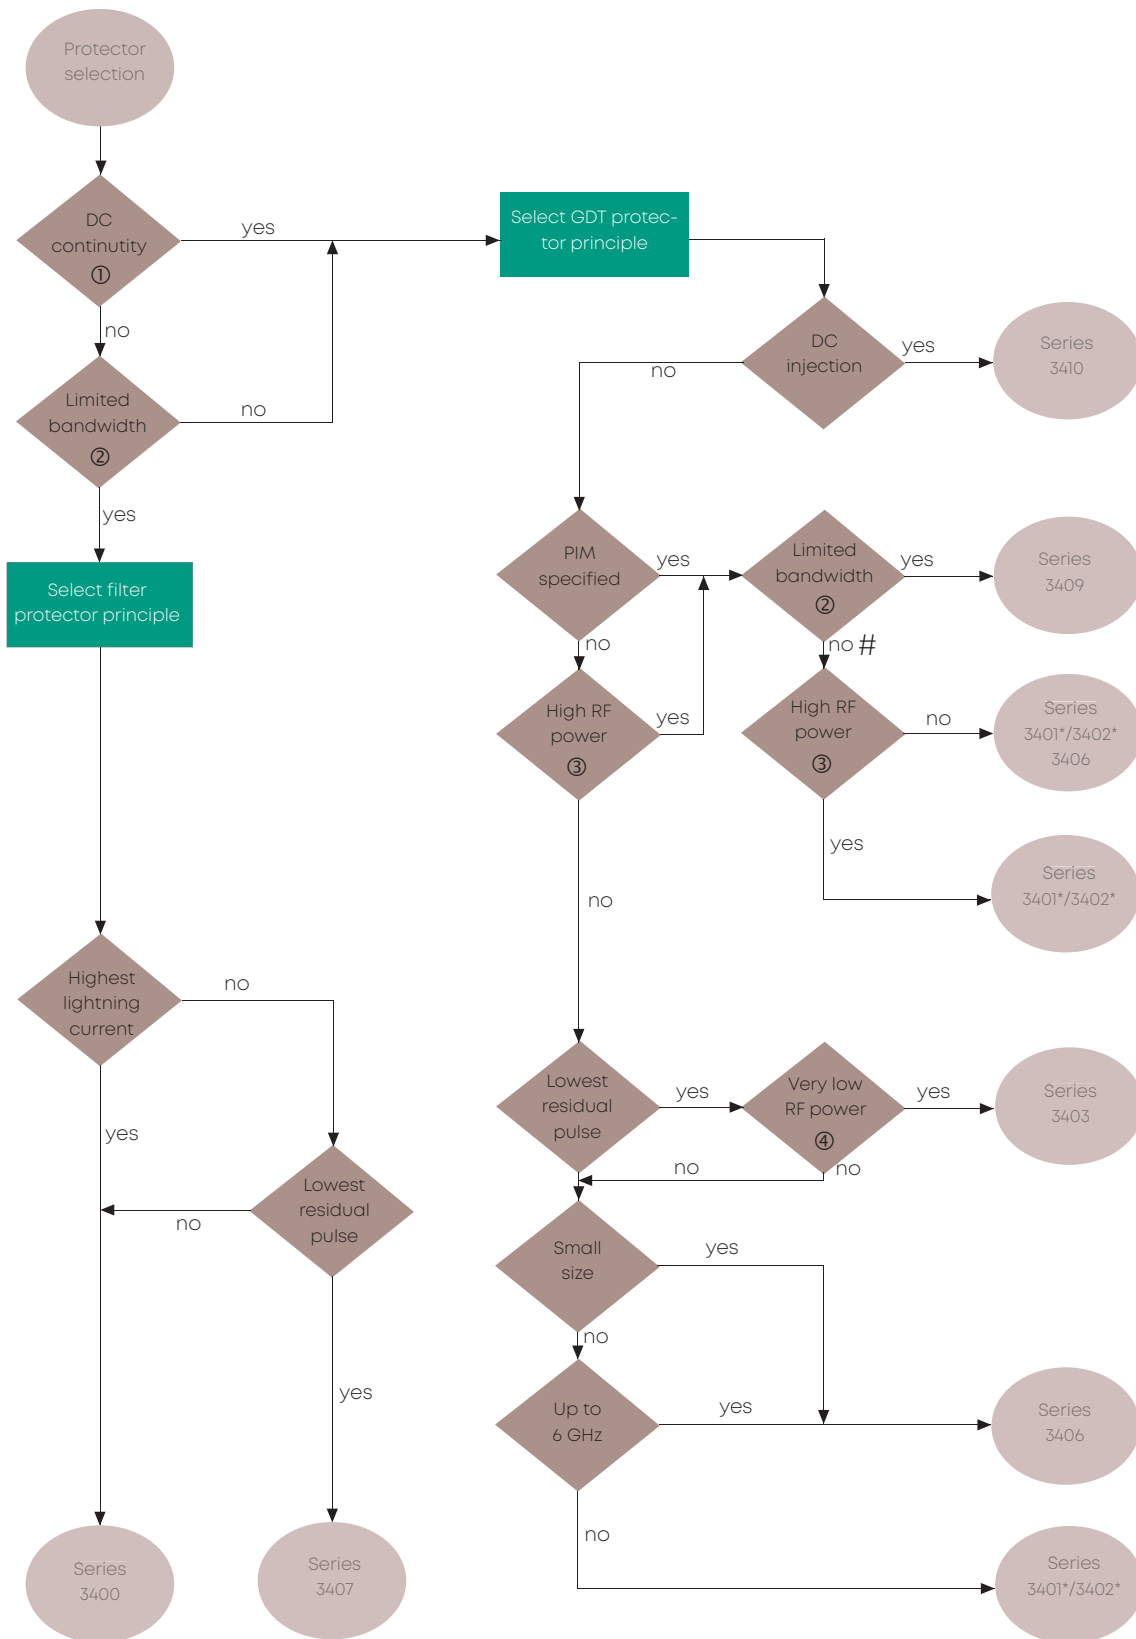 Protector
selection
DC
continutity
①
yes
no
Limited
bandwidth
②
no
yes
Select filter
protector principle
Highest
lightning
current
no
yes
Lowest
residual
pulse
no
yes
Series
3400
Series
3407
Select GDT protec-
tor principle
DC
injection
yes
Series
3410
no
PIM
specified
yes
no
Limited
bandwidth
②
yes
Series
3409
no #
High RF
power
③
yes
no
High RF
power
③
no
Series
3401*/3402*
3406
yes
Series
3401*/3402*
Lowest
residual
pulse
yes
no
Very low
RF power
④
yes
Series
3403
no
Small
size
yes
no
Up to
6 GHz
yes
Series
3406
no
Series
3401*/3402*